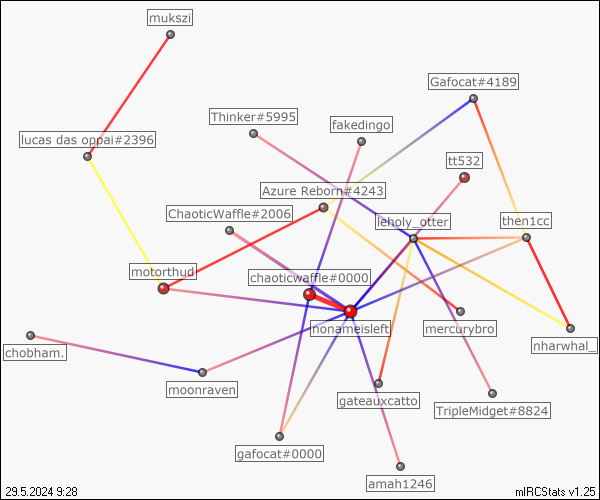 mukszi
Gafocat#4189
Thinker#5995
fakedingo
lucas das oppai#2396
tt532
Azure Reborn#4243
ChaoticWaffle#2006
leholy_otter
then1cc
motorthud
chaoticwaffle#0000
nonameisleft
mercurybro
nharwhal_
chobham.
moonraven
gateauxcatto
TripleMidget#8824
gafocat#0000
amah1246
29.5.2024 9:28
mIRCStats v1.25